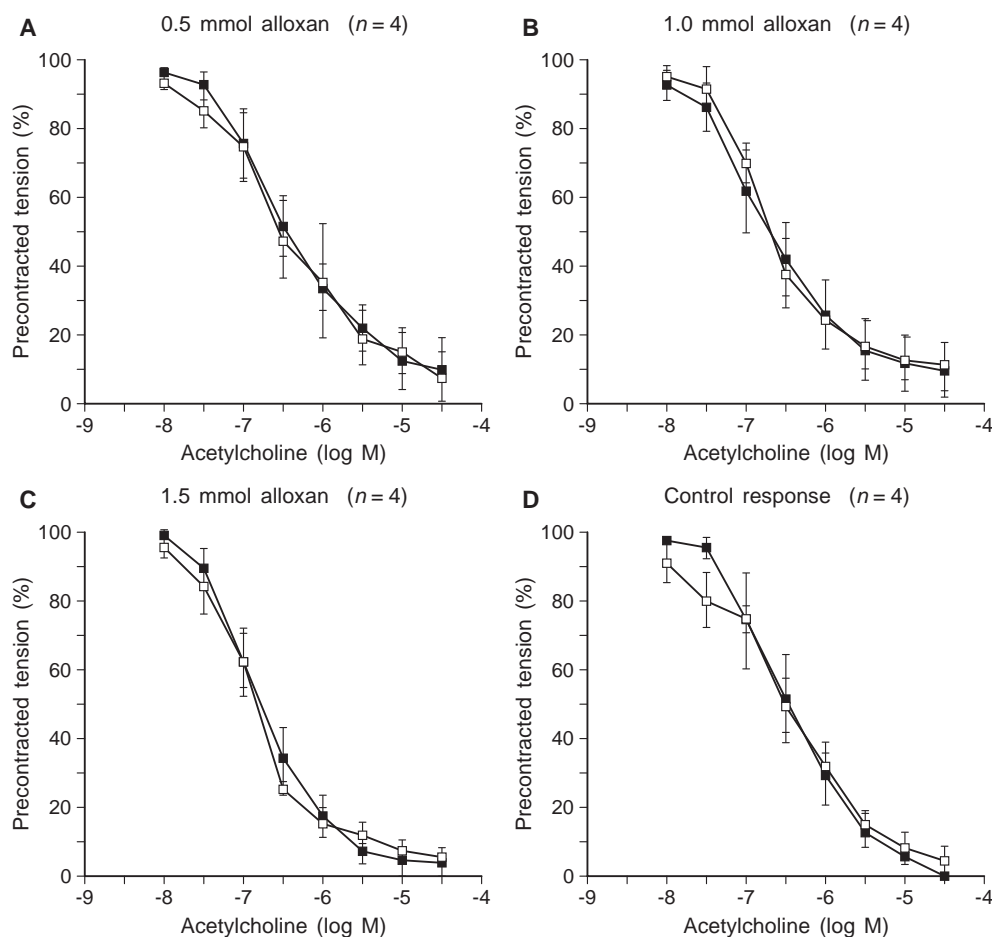 A 0.5 mmol alloxan (n = 4)
Precontracted tension (%)
100
80
60
40
20
0
-9 -8 -7 -6 -5 -4
Acetylcholine (log M)
B 1.0 mmol alloxan (n = 4)
Precontracted tension (%)
100
80
60
40
20
0
-9 -8 -7 -6 -5 -4
Acetylcholine (log M)
C 1.5 mmol alloxan (n = 4)
Precontracted tension (%)
100
80
60
40
20
0
-9 -8 -7 -6 -5 -4
Acetylcholine (log M)
D Control response (n = 4)
Precontracted tension (%)
100
80
60
40
20
0
-9 -8 -7 -6 -5 -4
Acetylcholine (log M)